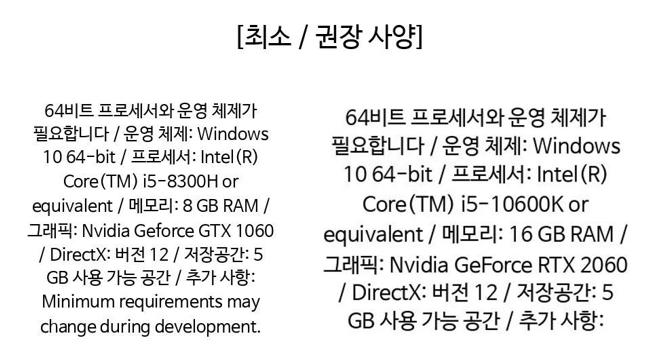 [최소 / 권장 사양]
64비트 프로세서와 운영 체제가
필요합니다 / 운영 체제: Windows
10 64-bit / 프로세서: Intel(R)
Core(TM) i5-8300H or
equivalent / 메모리: 8 GB RAM /
그래픽: Nvidia Geforce GTX 1060
/ DirectX: 버전 12 / 저장공간: 5
GB 사용 가능 공간 / 추가 사항:
Minimum requirements may
change during development.
64비트 프로세서와 운영 체제가
필요합니다 / 운영 체제: Windows
10 64-bit / 프로세서: Intel(R)
Core(TM) i5-10600K or
equivalent / 메모리: 16 GB RAM /
그래픽: Nvidia GeForce RTX 2060
/ DirectX: 버전 12 / 저장공간: 5
GB 사용 가능 공간 / 추가 사항: